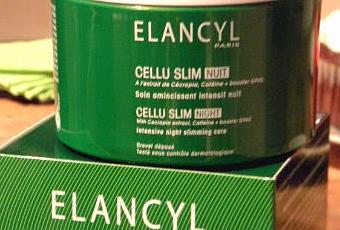 ELANCYL
PARIS
CELLU SLIM NUIT
A l'extrait de Cécropia, Caféine + Booster GP4G
Soin amincissant intensif nuit
CELLU SLIM NIGHT
With Cecropia extract, Caffeine + Booster GP4G
Intensive night slimming care
Brevet déposé
Testé sous contrôle dermatologique
ELANCYL